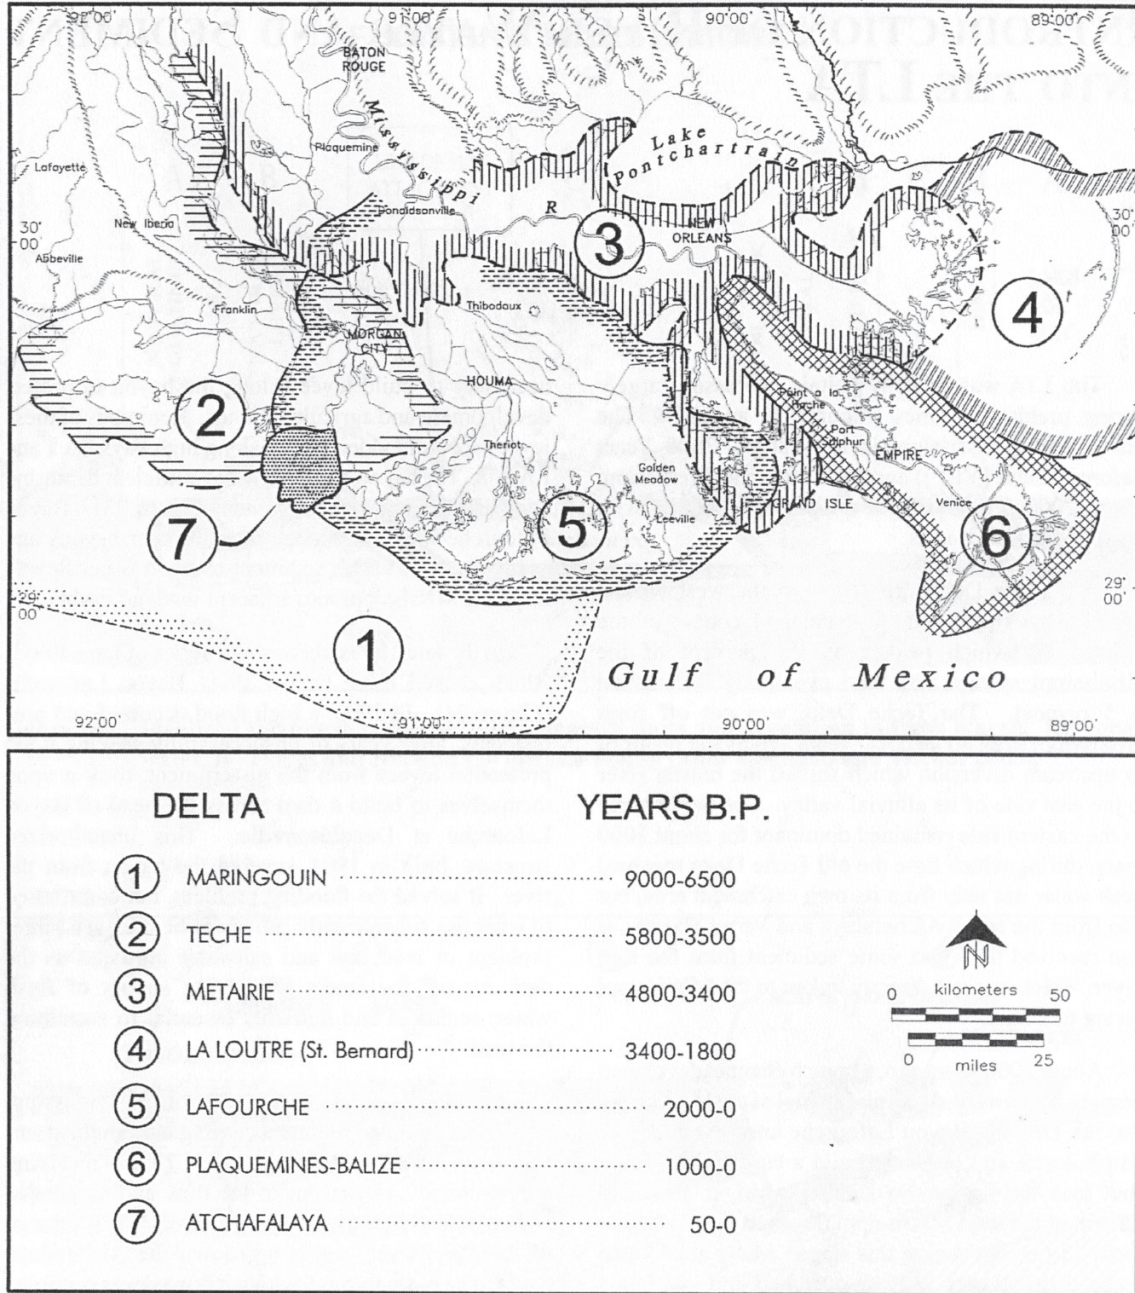 92°00' 91°00' 90°00' 89°00'
BATON
ROUGE
Mississippi R
Plaquemine
Lake
Pontchartrain
Lafayette
Donaldsonville
New Iberia
30°
00'
NEW
ORLEANS
30°
00'
3
Abbeville
4
Franklin
Thibodaux
MORGAN
CITY
HOUMA
2
Point a la
Hache
Port
Sulphur
Theriot
EMPIRE
Golden
Meadow
GRAND ISLE
Venice
Leeville
5
6
7
29°
00'
29°
00'
1
Gulf of Mexico
92°00' 91°00' 90°00' 89°00'
DELTA YEARS B.P.
1 MARINGOUIN 9000-6500
2 TECHE 5800-3500
3 METAIRIE 4800-3400
4 LA LOUTRE (St. Bernard) 3400-1800
5 LAFOURCHE 2000-0
6 PLAQUEMINES-BALIZE 1000-0
7 ATCHAFALAYA 50-0
N
0 kilometers 50
0 25
miles